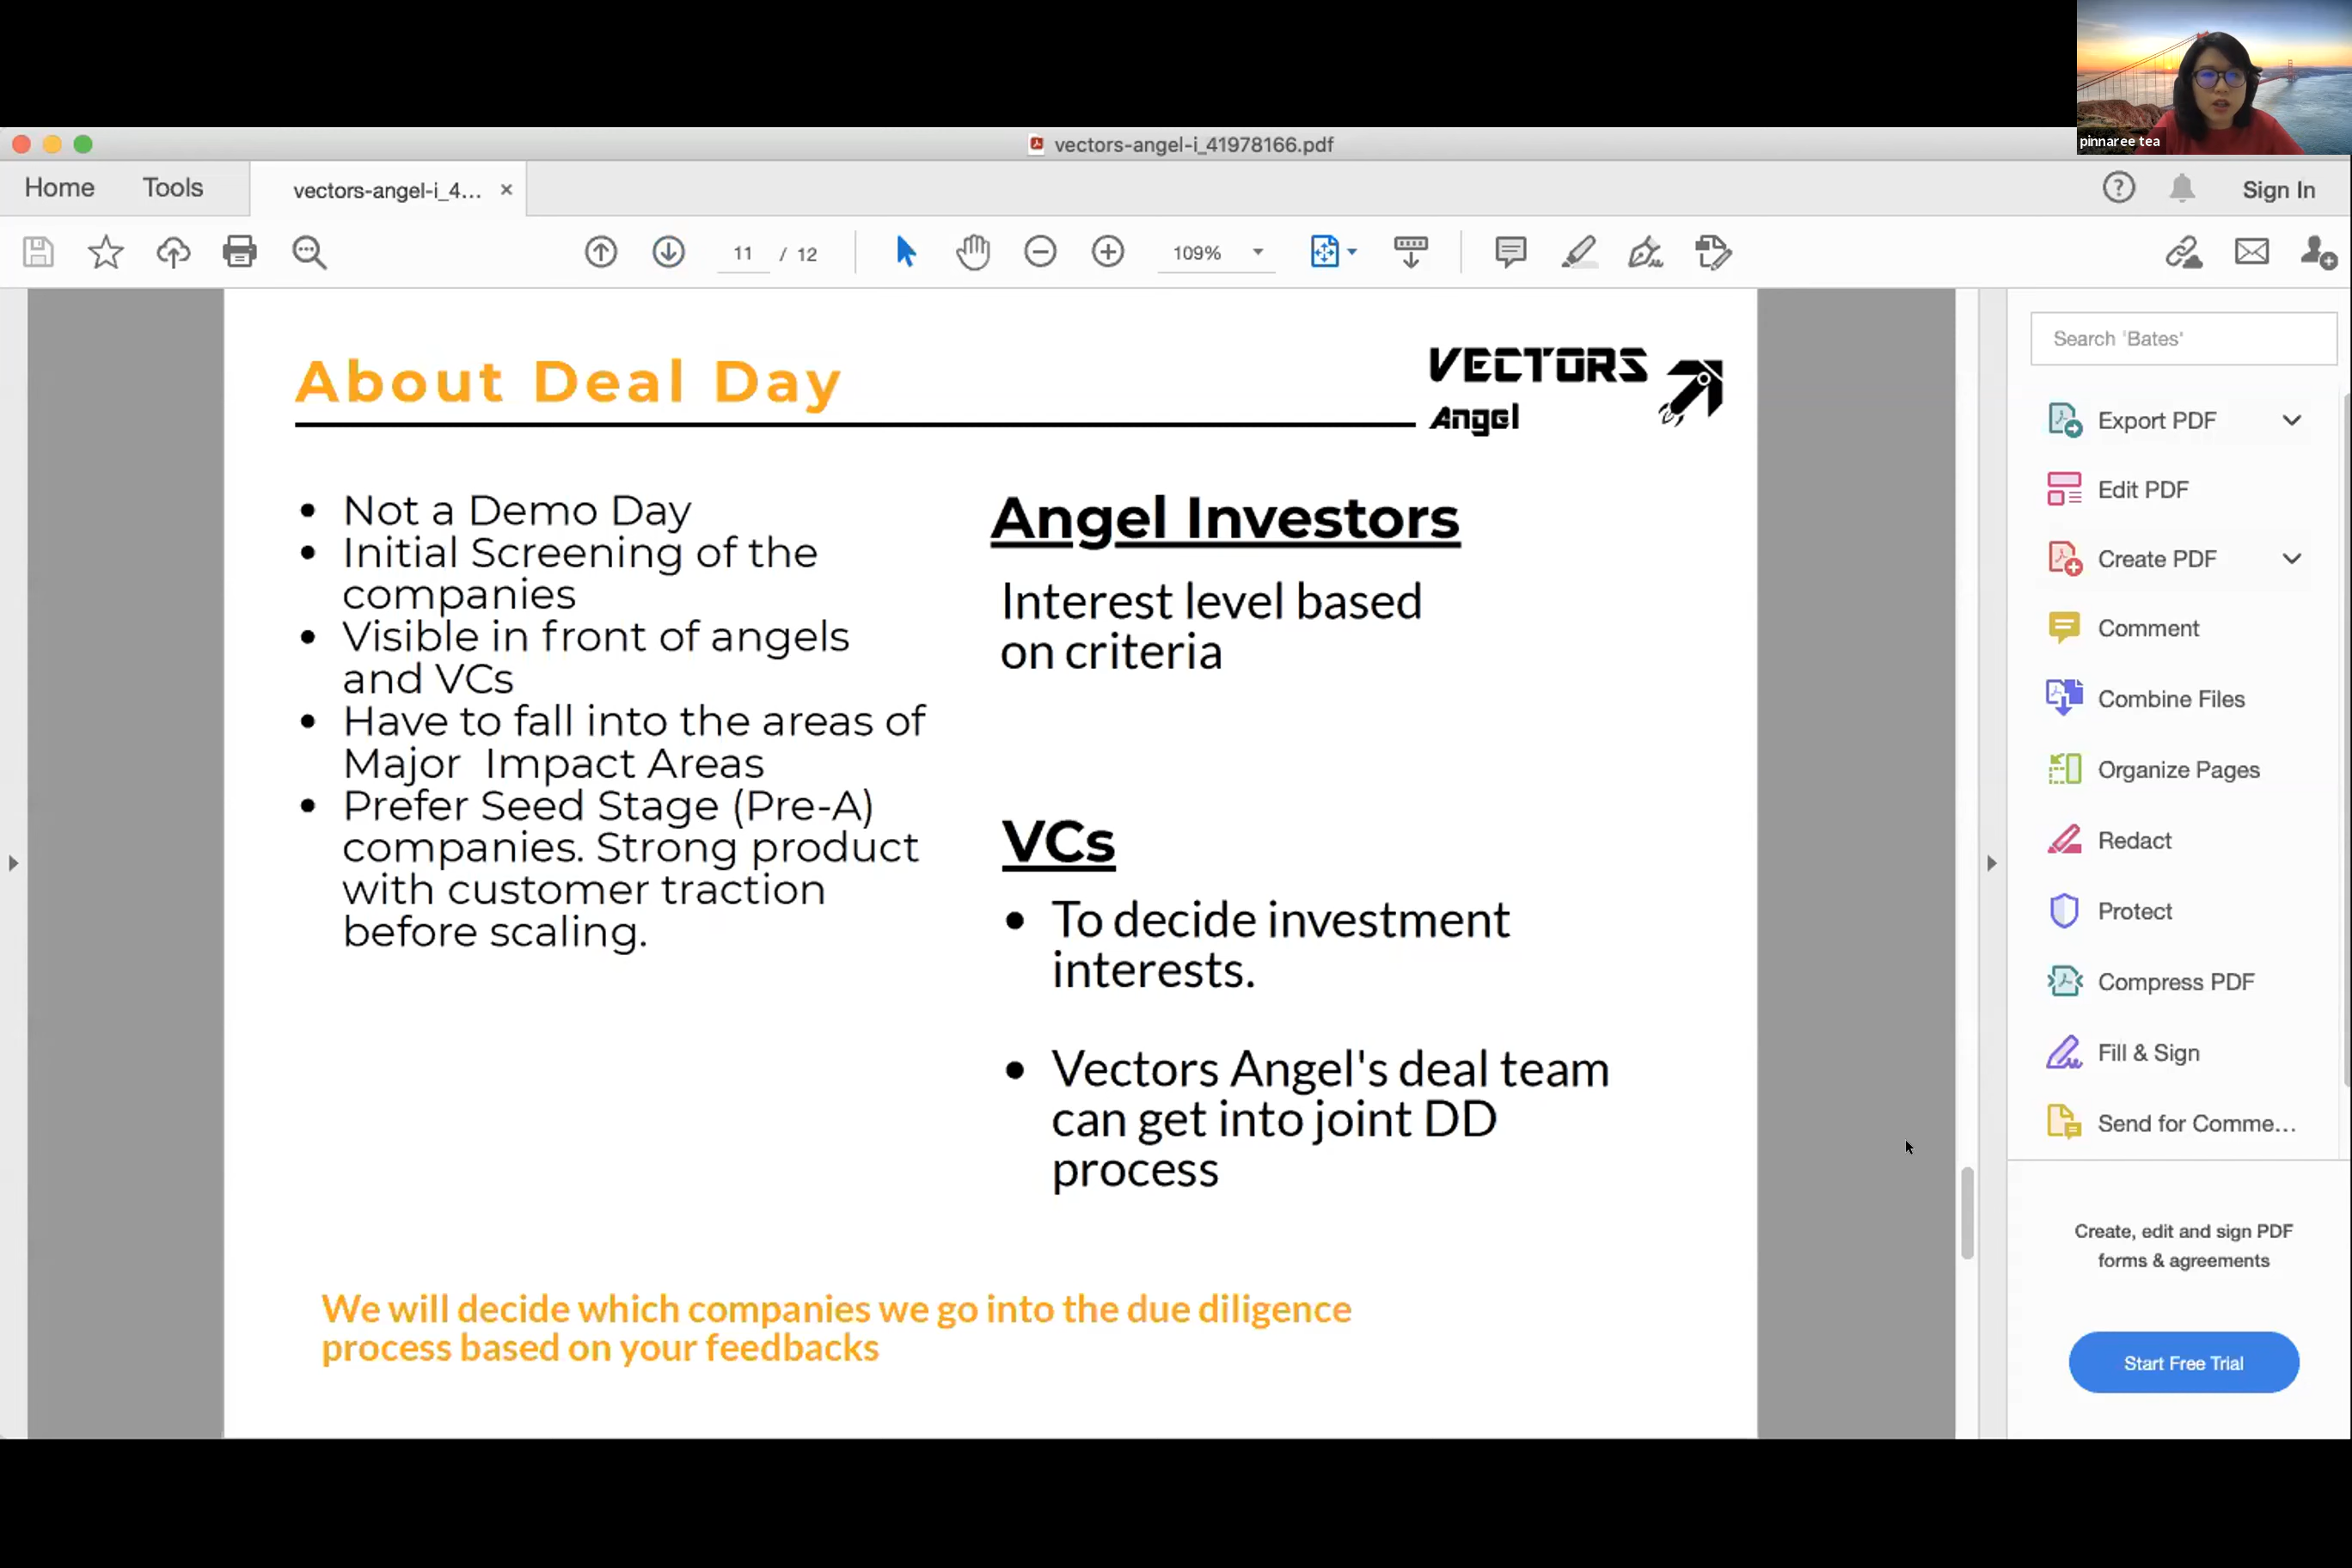 pinnaree tea
vectors-angel-i_41978166.pdf
Home
Tools
vectors-angel-i_4...
Sign In
11 / 12
109%
About Deal Day
VECTORS
Angel
• Not a Demo Day
• Initial Screening of the
companies
• Visible in front of angels
and VCs
• Have to fall into the areas of
Major  Impact Areas
• Prefer Seed Stage (Pre-A)
companies. Strong product
with customer traction
before scaling.
Angel Investors
Interest level based
on criteria
VCs
• To decide investment
interests.
• Vectors Angel's deal team
can get into joint DD
process
We will decide which companies we go into the due diligence
process based on your feedbacks
Search 'Bates'
Export PDF
Edit PDF
Create PDF
Comment
Combine Files
Organize Pages
Redact
Protect
Compress PDF
Fill & Sign
Send for Comme...
Create, edit and sign PDF
forms & agreements
Start Free Trial